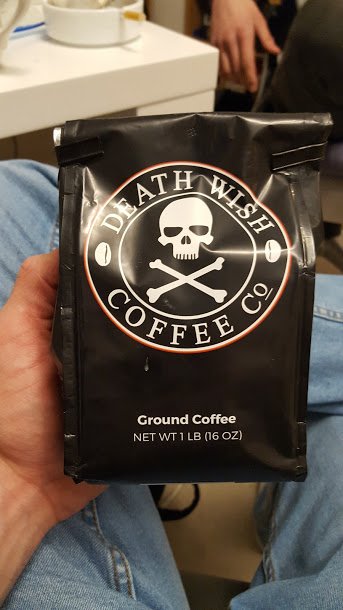 DEATH WISH
COFFEE Co
Ground Coffee
NET WT 1 LB (16 OZ)